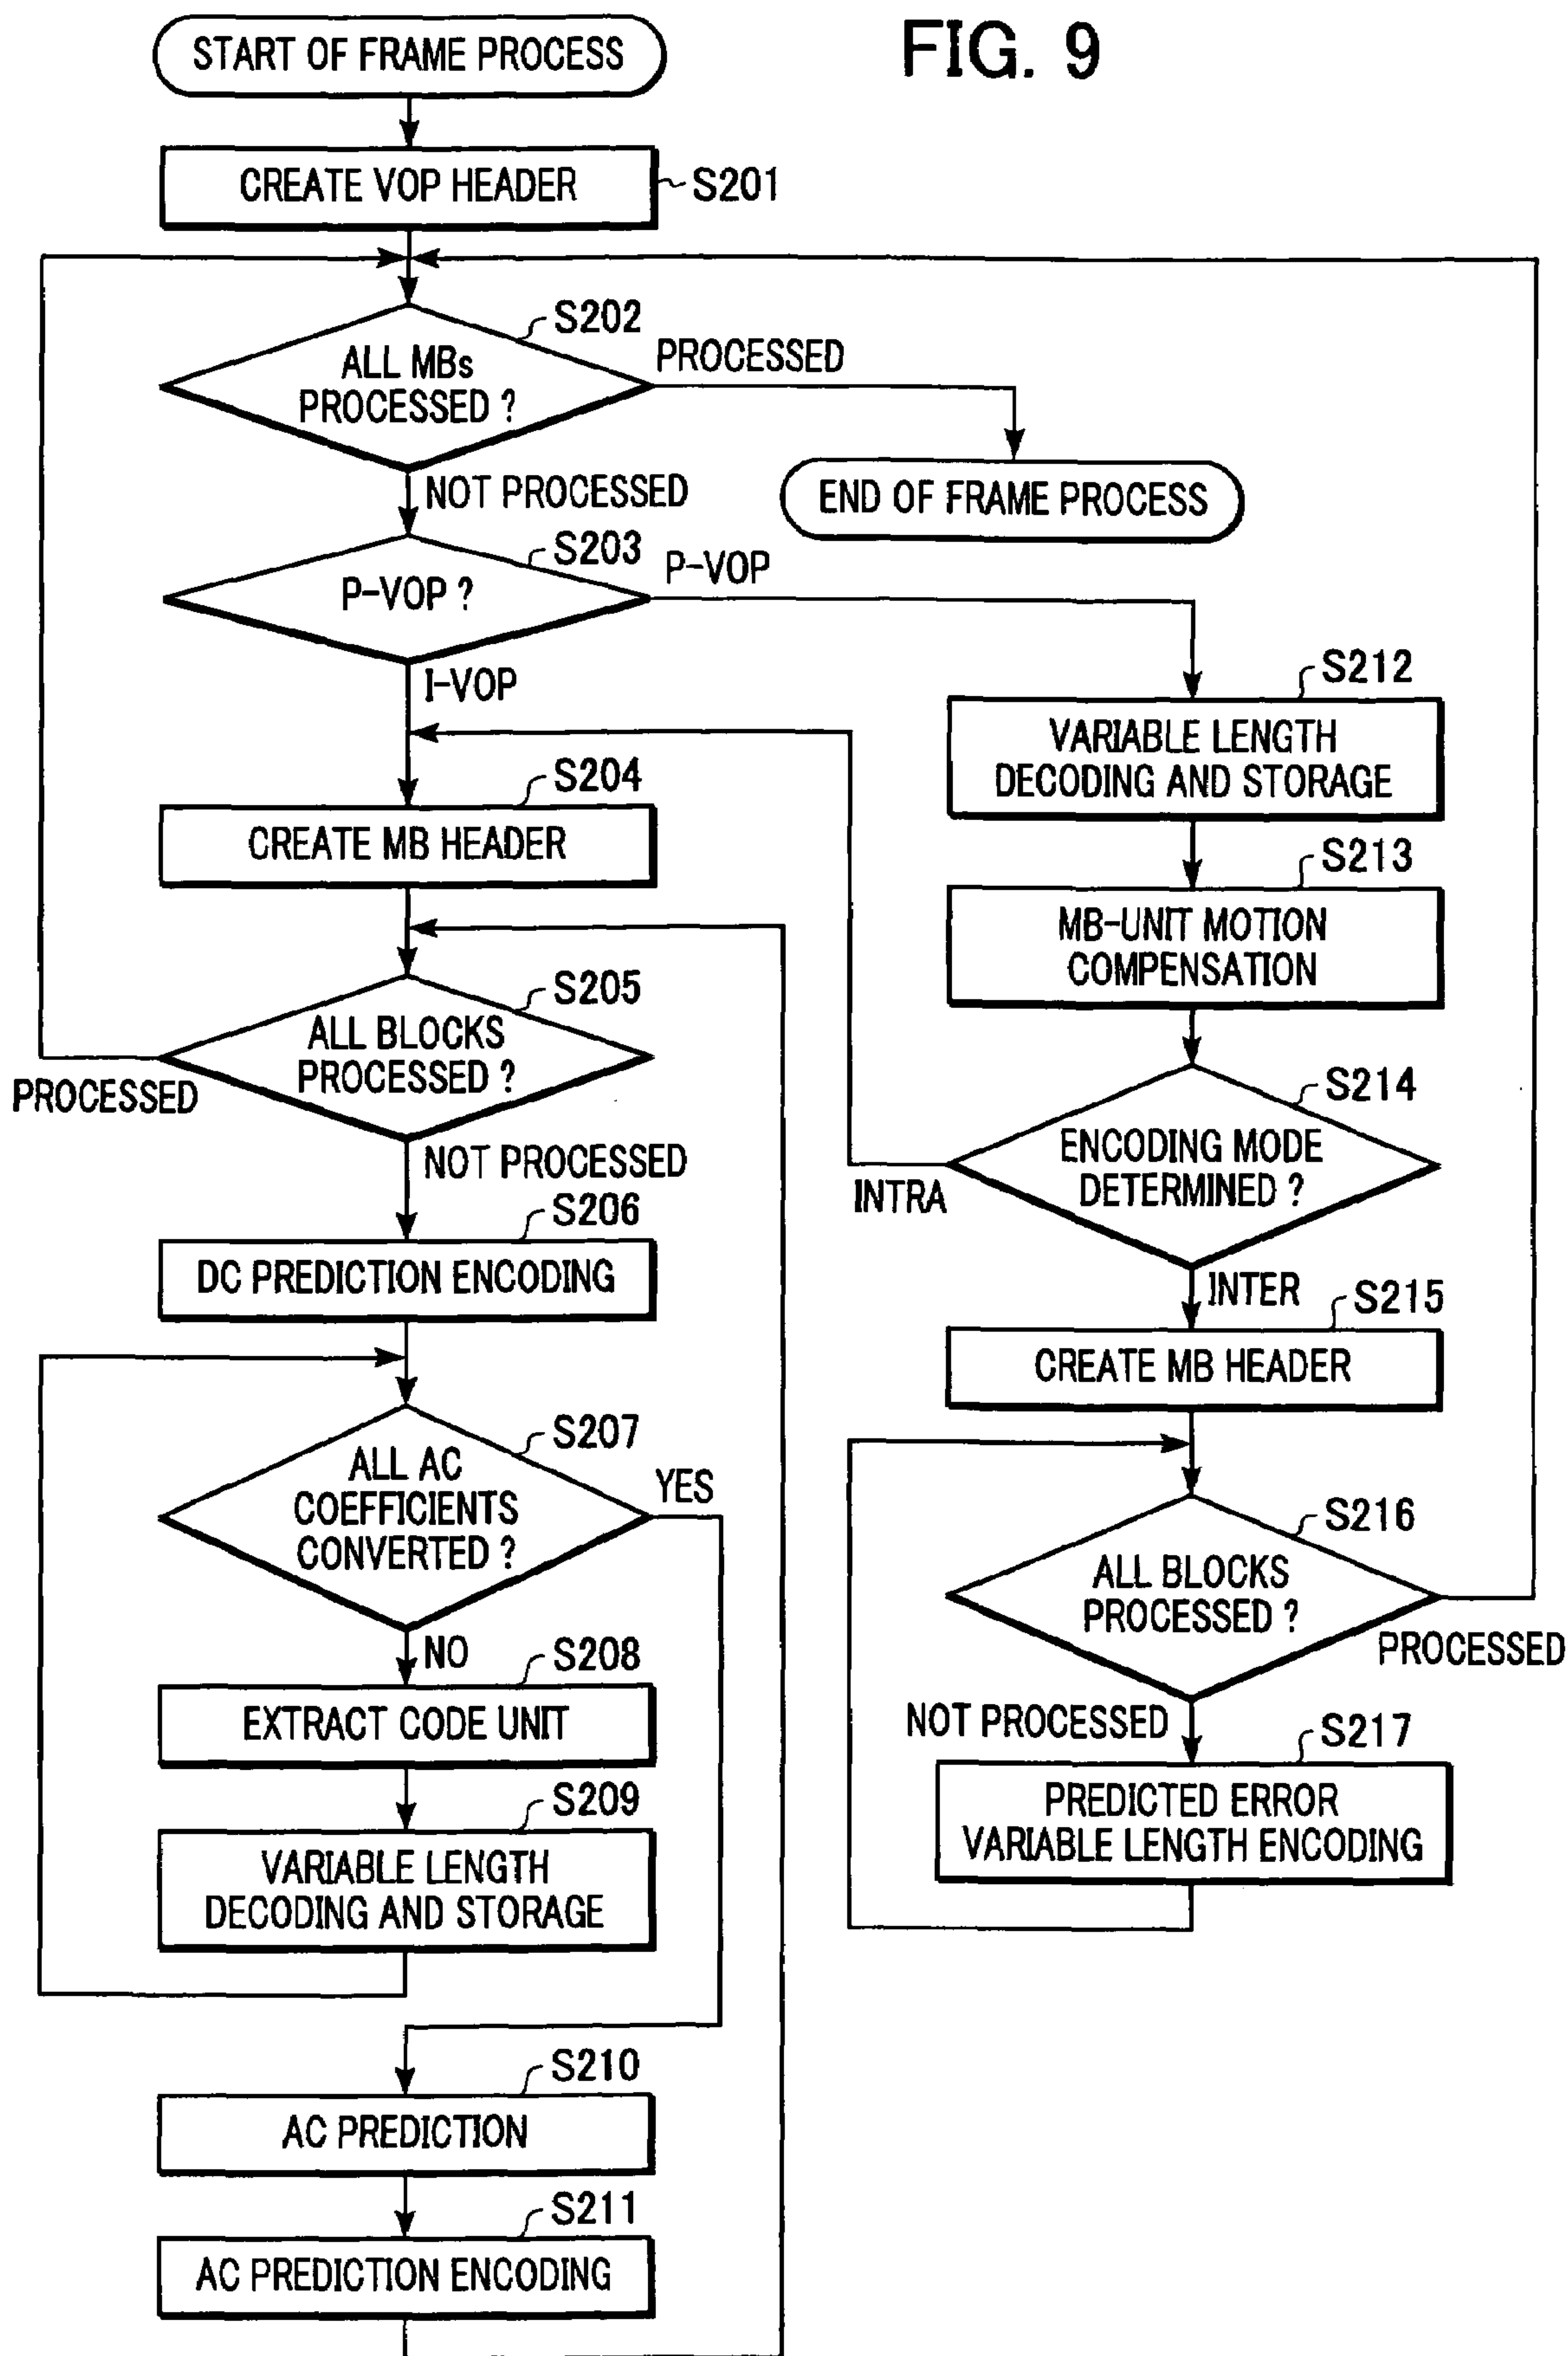 FIG. 9
START OF FRAME PROCESS
CREATE VOP HEADER
S201
S202
ALL MBs
PROCESSED ?
PROCESSED
NOT PROCESSED
END OF FRAME PROCESS
S203
P-VOP ?
P-VOP
I-VOP
S204
CREATE MB HEADER
S205
ALL BLOCKS
PROCESSED ?
PROCESSED
NOT PROCESSED
S206
DC PREDICTION ENCODING
S207
ALL AC
COEFFICIENTS
CONVERTED ?
YES
NO
S208
EXTRACT CODE UNIT
S209
VARIABLE LENGTH
DECODING AND STORAGE
S210
AC PREDICTION
S211
AC PREDICTION ENCODING
S212
VARIABLE LENGTH
DECODING AND STORAGE
S213
MB-UNIT MOTION
COMPENSATION
S214
ENCODING MODE
DETERMINED ?
INTRA
INTER
S215
CREATE MB HEADER
S216
ALL BLOCKS
PROCESSED ?
PROCESSED
NOT PROCESSED
S217
PREDICTED ERROR
VARIABLE LENGTH ENCODING